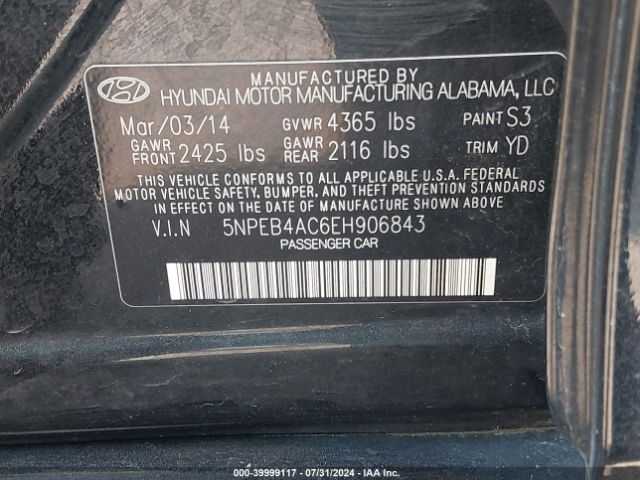 MANUFACTURED BY
HYUNDAI MOTOR MANUFACTURING ALABAMA, LLC
Mar/03/14 GVWR 4365 lbs PAINT S3
GAWR FRONT 2425 lbs GAWR REAR 2116 lbs TRIM YD
THIS VEHICLE CONFORMS TO ALL APPLICABLE U.S.A. FEDERAL
MOTOR VEHICLE SAFETY, BUMPER, AND THEFT PREVENTION STANDARDS
IN EFFECT ON THE DATE OF MANUFACTURE SHOWN ABOVE
V.I.N 5NPEB4AC6EH906843
PASSENGER CAR
000-39999117 - 07/31/2024 - IAA Inc.